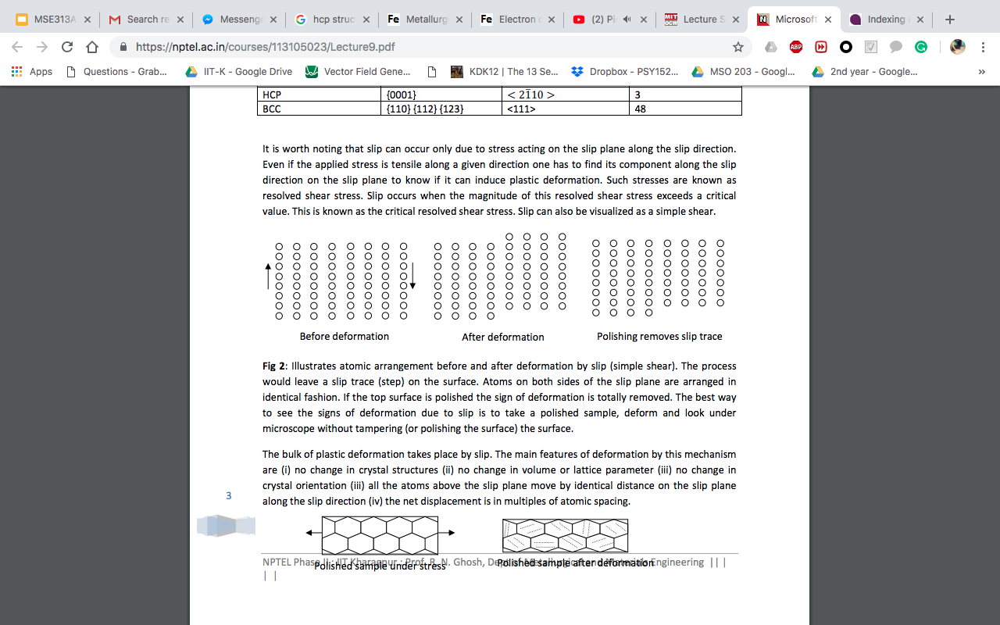 MSE313A
Search re
Messenge
hcp struc
Metallurg
Electron
(2) Pi
Lecture S
Microsoft
Indexing
https://nptel.ac.in/courses/113105023/Lecture9.pdf
Apps
Questions - Grab...
IIT-K - Google Drive
Vector Field Gene...
KDK12 | The 13 Se...
Dropbox - PSY152...
MSO 203 - Googl...
2nd year - Google...
»
HCP {0001} < 21̄10 > 3
BCC {110} {112} {123} <111> 48
It is worth noting that slip can occur only due to stress acting on the slip plane along the slip direction.
Even if the applied stress is tensile along a given direction one has to find its component along the slip
direction on the slip plane to know if it can induce plastic deformation. Such stresses are known as
resolved shear stress. Slip occurs when the magnitude of this resolved shear stress exceeds a critical
value. This is known as the critical resolved shear stress. Slip can also be visualized as a simple shear.
Before deformation
After deformation
Polishing removes slip trace
Fig 2: Illustrates atomic arrangement before and after deformation by slip (simple shear). The process
would leave a slip trace (step) on the surface. Atoms on both sides of the slip plane are arranged in
identical fashion. If the top surface is polished the sign of deformation is totally removed. The best way
to see the signs of deformation due to slip is to take a polished sample, deform and look under
microscope without tampering (or polishing the surface) the surface.
The bulk of plastic deformation takes place by slip. The main features of deformation by this mechanism
are (i) no change in crystal structures (ii) no change in volume or lattice parameter (iii) no change in
crystal orientation (iii) all the atoms above the slip plane move by identical distance on the slip plane
along the slip direction (iv) the net displacement is in multiples of atomic spacing.
3
NPTEL Phase II : IIT Kharagpur : Prof. R. N. Ghosh, Dept of Metallurgical and Materials Engineering || |
| |
Polished sample under stress
Polished sample after deformation